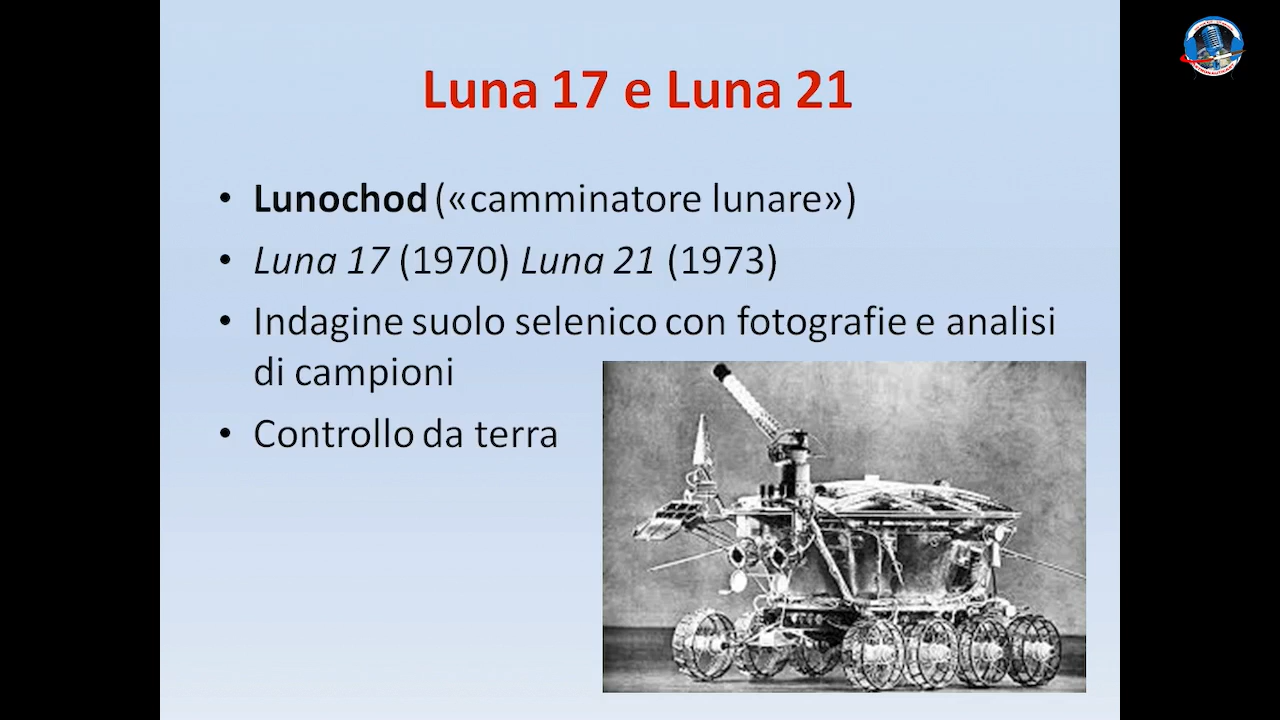 Luna 17 e Luna 21
• Lunochod («camminatore lunare»)
• Luna 17 (1970) Luna 21 (1973)
• Indagine suolo selenico con fotografie e analisi
di campioni
• Controllo da terra